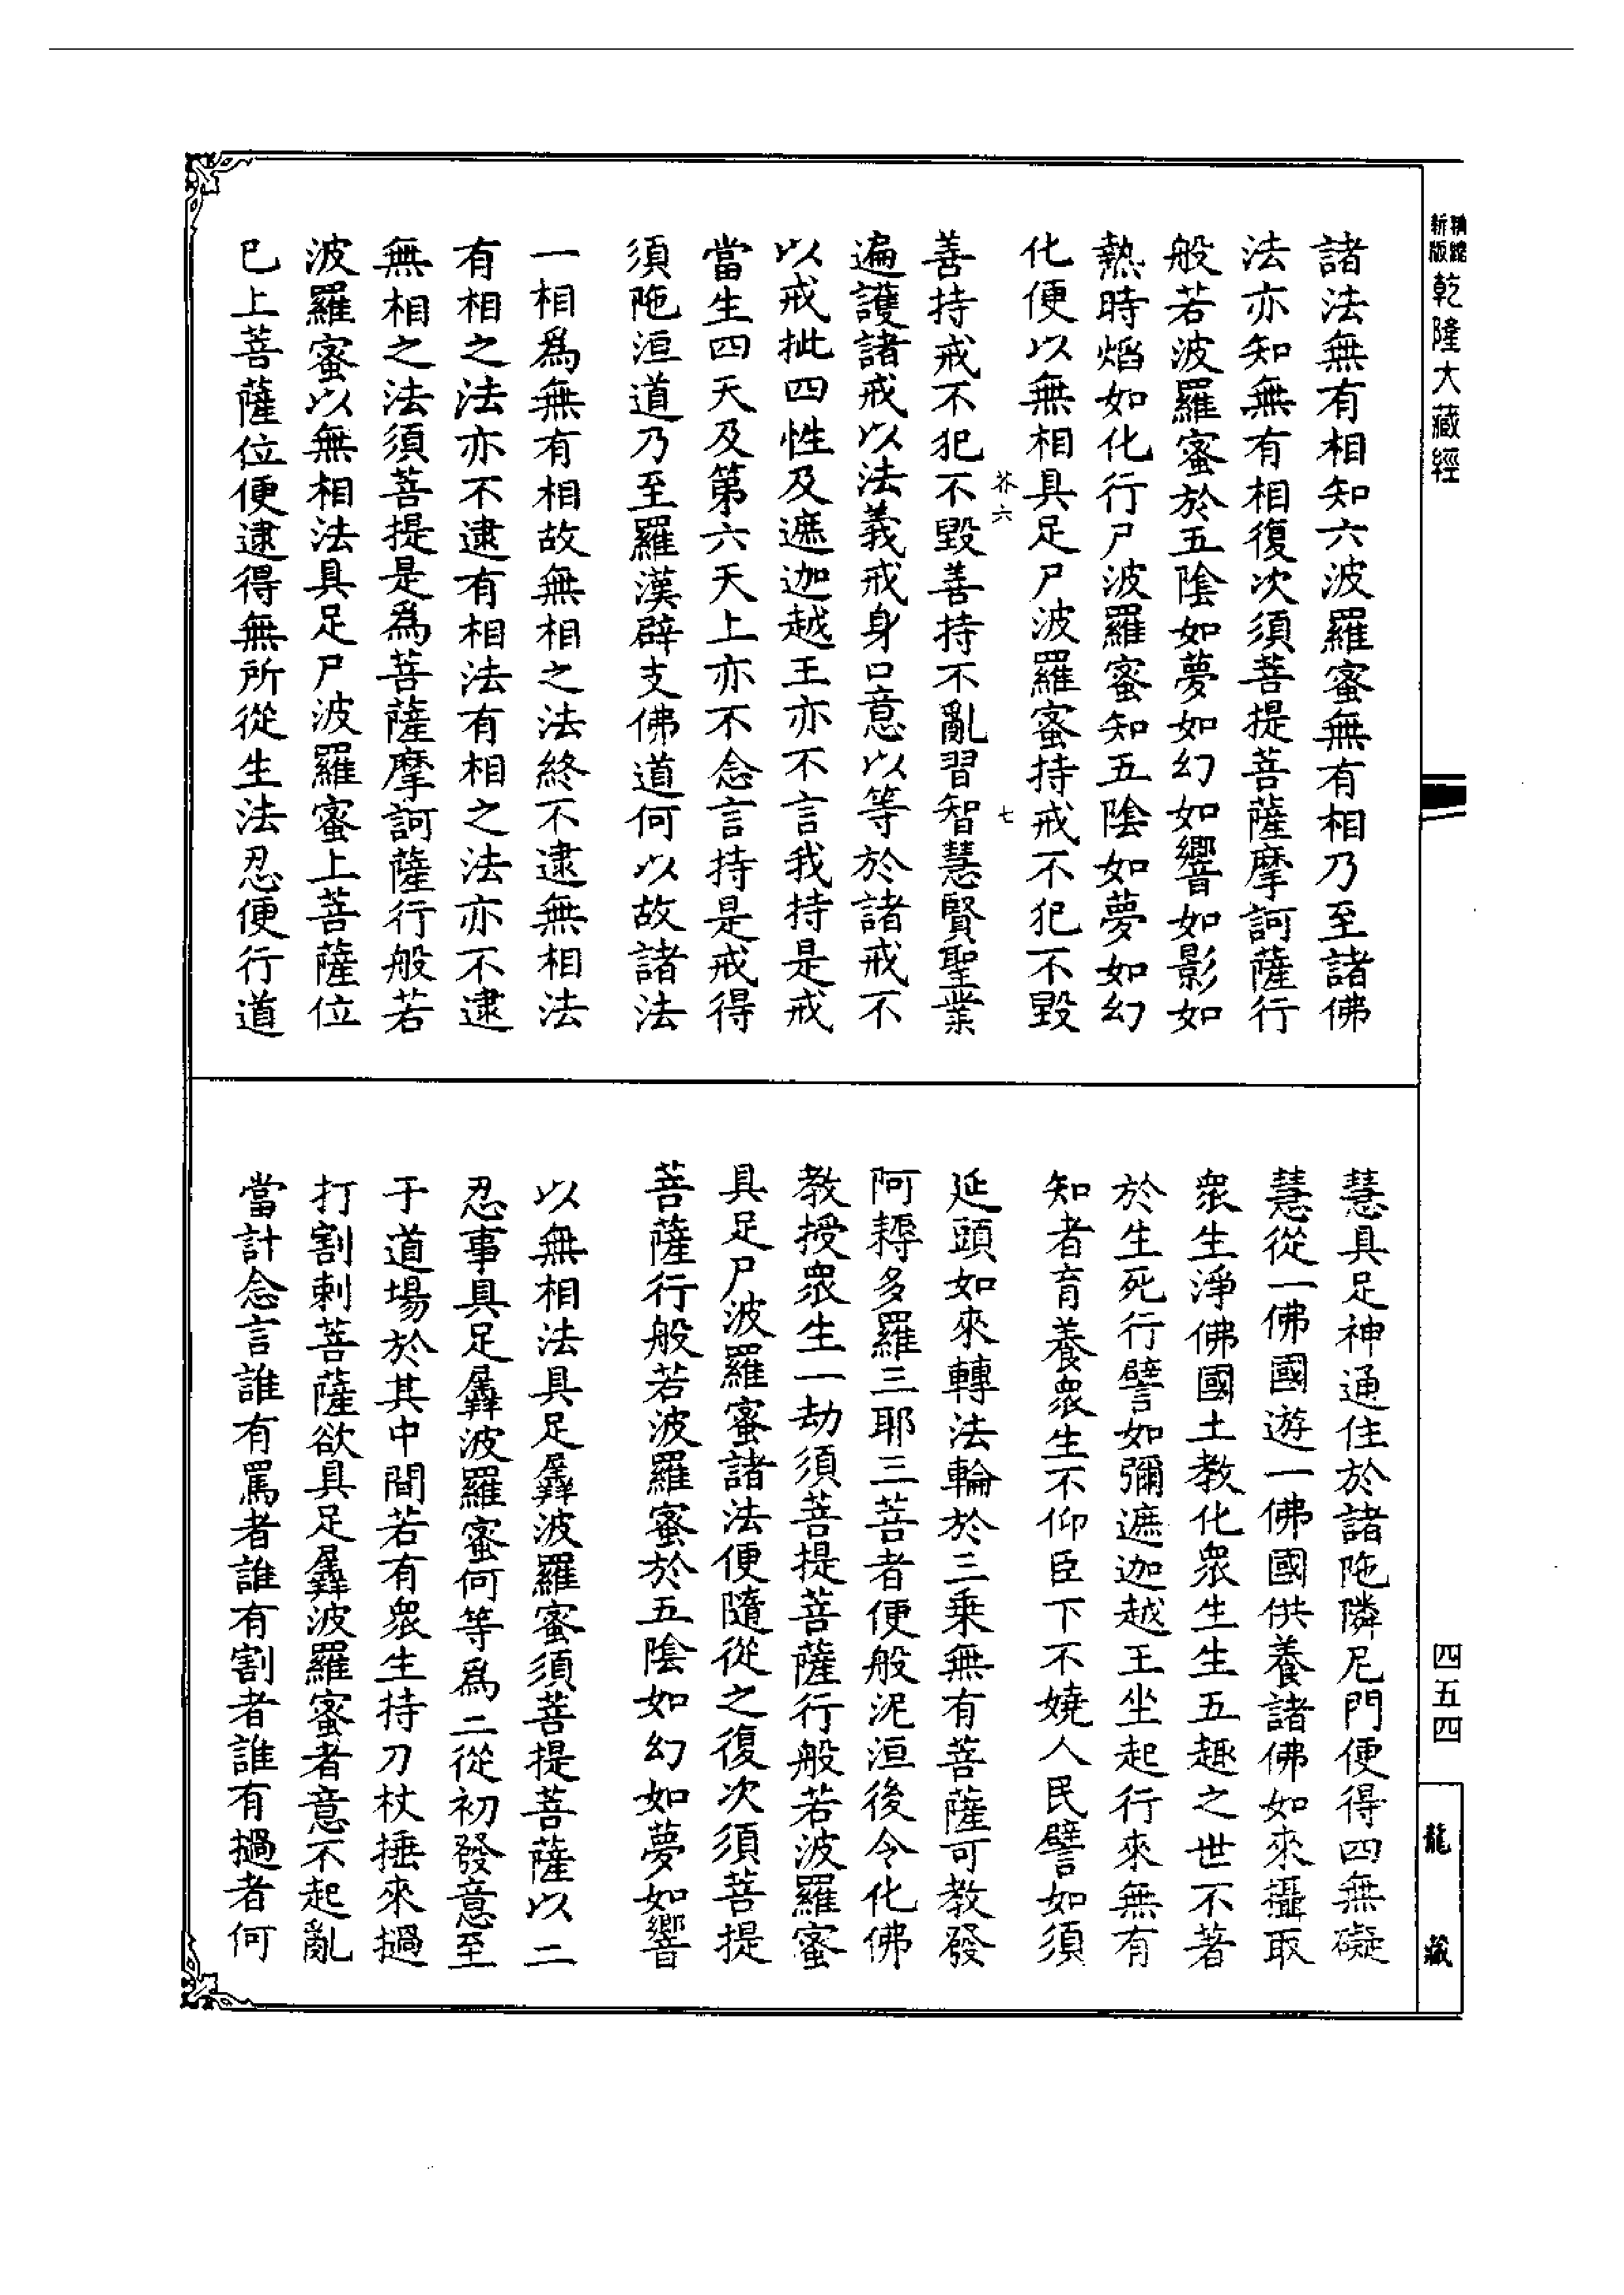 精縮
新版
乾隆大藏經
諸法無有相知六波羅蜜無有相乃至諸佛
法亦知無有相復次須菩提菩薩摩訶薩行
般若波羅蜜於五陰如夢如幻如響如影如
熱時焰如化行尸波羅蜜知五陰如夢如幻
化便以無相具足尸波羅蜜持戒不犯不毀
芥六
七
善持戒不犯不毀善持不亂習智慧賢聖業
遍護諸戒以法義戒身口意以等於諸戒不
以戒批四性及遮迦越王亦不言我持是戒
當生四天及第六天上亦不念言持是戒得
須陁洹道乃至羅漢辟支佛道何以故諸法
一相爲無有相故無相之法終不逮無相法
有相之法亦不逮有相法有相之法亦不逮
無相之法須菩提是爲菩薩摩訶薩行般若
波羅蜜以無相法具足尸波羅蜜上菩薩位
已上菩薩位便逮得無所從生法忍便行道
慧具足神通住於諸陁隣尼門便得四無礙
慧從一佛國遊一佛國供養諸佛如來攝取
衆生淨佛國土教化衆生生五趣之世不著
於生死行譬如彌遮迦越王坐起行來無有
知者育養衆生不仰臣下不嬈人民譬如須
延頭如來轉法輪於三乘無有菩薩可教發
阿耨多羅三耶三菩者便般泥洹後令化佛
教授衆生一劫須菩提菩薩行般若波羅蜜
具足尸波羅蜜諸法便隨從之復次須菩提
菩薩行般若波羅蜜於五陰如幻如夢如響
以無相法具足羼波羅蜜須菩提菩薩以二
忍事具足羼波羅蜜何等爲二從初發意至
于道場於其中間若有衆生持刀杖捶來撾
打割刺菩薩欲具足羼波羅蜜者意不起亂
當計念言誰有罵者誰有割者誰有撾者何
四五四
龍藏